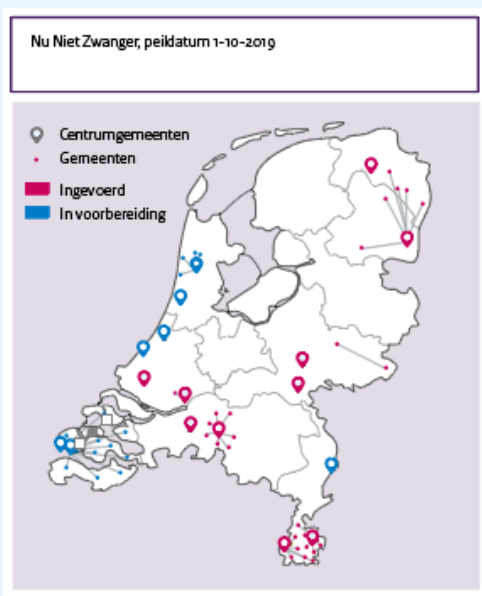 Nu Niet Zwanger, peildatum 1-10-2019
Centrumgemeenten
Gemeenten
Ingevoerd
In voorbereiding